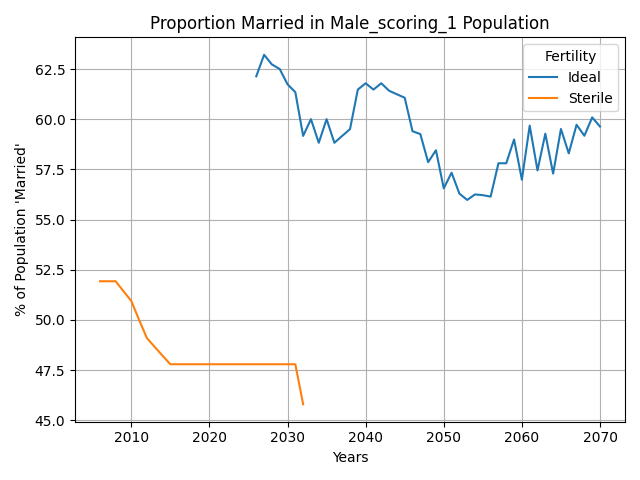 Proportion Married in Male_scoring_1 Population
Fertility
Ideal
Sterile
% of Population 'Married'
62.5
60.0
57.5
55.0
52.5
50.0
47.5
45.0
2010 2020 2030 2040 2050 2060 2070
Years